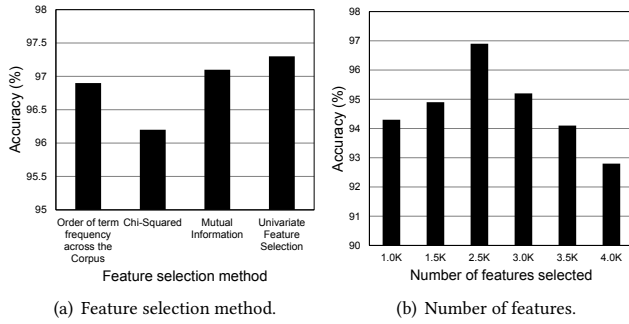 98
97.5
97
96.5
96
95.5
95
Accuracy (%)
Order of term
frequency
across the
Corpus
Chi-Squared
Mutual
Information
Univariate
Feature
Selection
Feature selection method
(a) Feature selection method.
98
97
96
95
94
93
92
91
90
Accuracy (%)
1.0K 1.5K 2.5K 3.0K 3.5K 4.0K
Number of features selected
(b) Number of features.